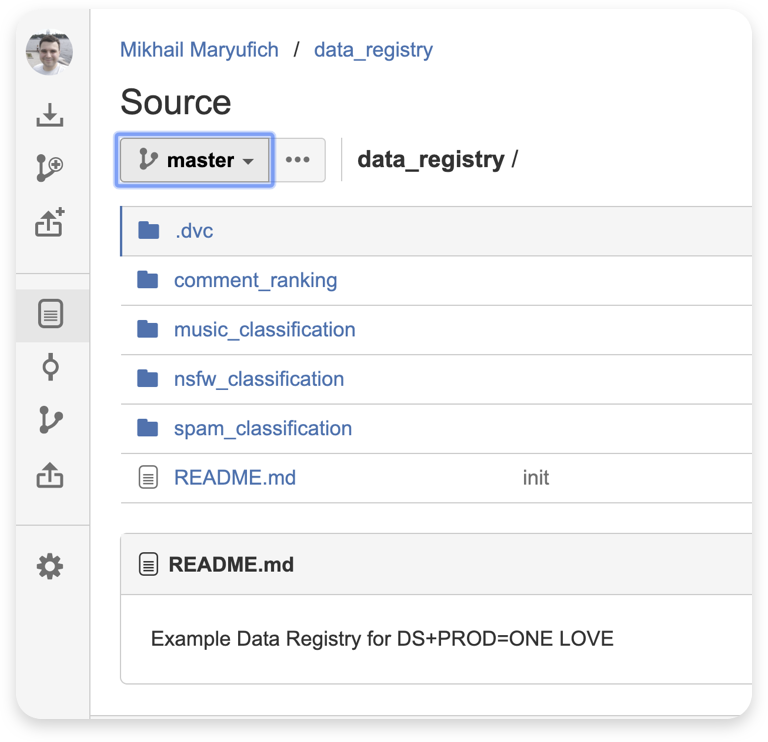 Mikhail Maryufich / data_registry
Source
master ••• data_registry /
.dvc
comment_ranking
music_classification
nsfw_classification
spam_classification
README.md init
README.md
Example Data Registry for DS+PROD=ONE LOVE